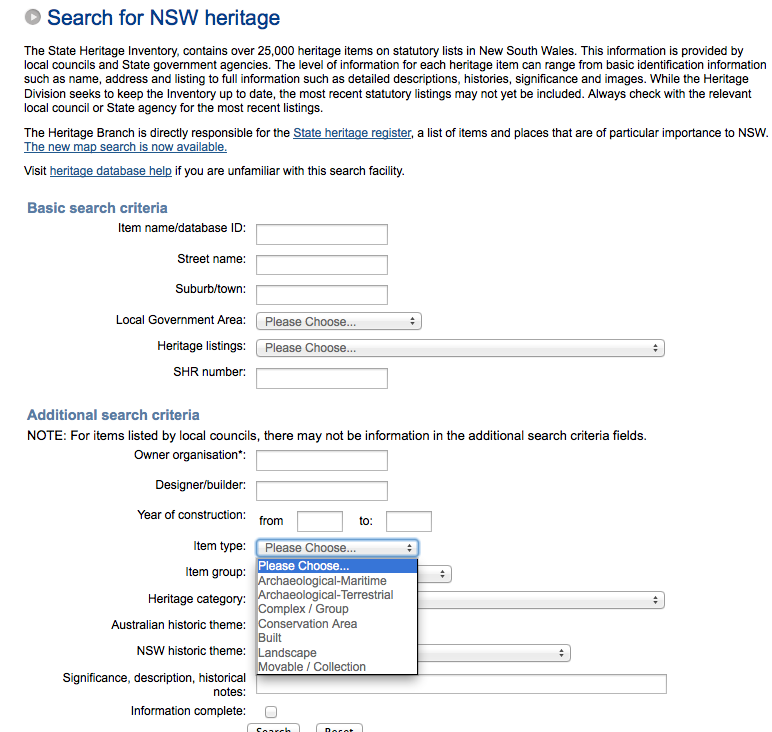 Search for NSW heritage
The State Heritage Inventory, contains over 25,000 heritage items on statutory lists in New South Wales. This information is provided by
local councils and State government agencies. The level of information for each heritage item can range from basic identification information
such as name, address and listing to full information such as detailed descriptions, histories, significance and images. While the Heritage
Division seeks to keep the Inventory up to date, the most recent statutory listings may not yet be included. Always check with the relevant
local council or State agency for the most recent listings.
The Heritage Branch is directly responsible for the State heritage register, a list of items and places that are of particular importance to NSW.
The new map search is now available.
Visit heritage database help if you are unfamiliar with this search facility.
Basic search criteria
Item name/database ID:
Street name:
Suburb/town:
Local Government Area: Please Choose...
Heritage listings: Please Choose...
SHR number:
Additional search criteria
NOTE: For items listed by local councils, there may not be information in the additional search criteria fields.
Owner organisation*:
Designer/builder:
Year of construction: from to:
Item type: Please Choose...
Please Choose...
Item group:
Archaeological-Maritime
Archaeological-Terrestrial
Heritage category:
Complex / Group
Conservation Area
Australian historic theme:
Built
Landscape
NSW historic theme:
Movable / Collection
Significance, description, historical
notes:
Information complete:
Search Reset